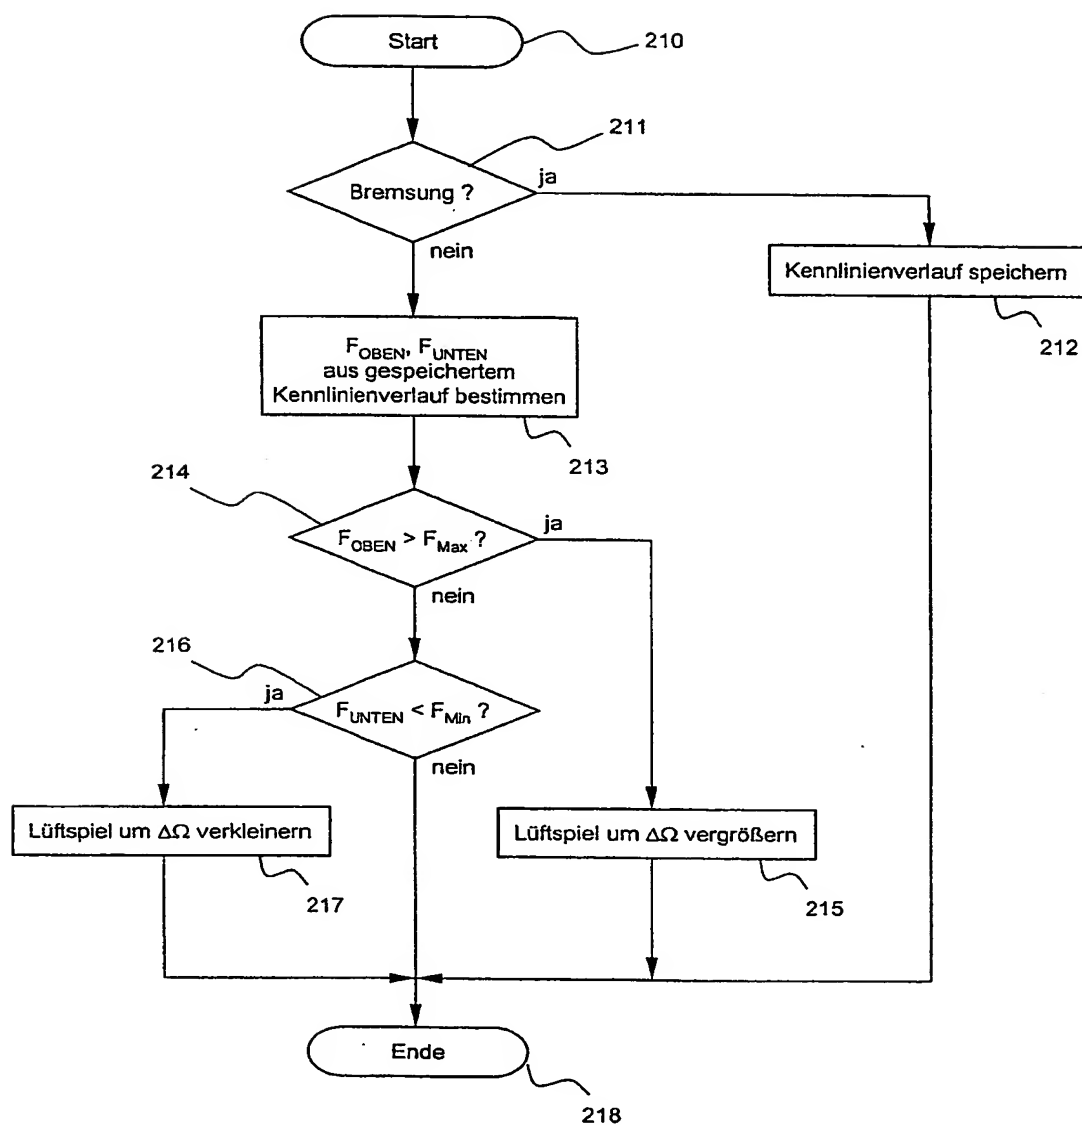 Start
210
211
Bremsung ?
ja
nein
Kennlinienverlauf speichern
212
F_OBEN, F_UNTEN
aus gespeichertem
Kennlinienverlauf bestimmen
213
214
F_OBEN > F_Max ?
ja
nein
216
ja
F_UNTEN < F_Min ?
nein
Lüftspiel um ΔΩ verkleinern
217
Lüftspiel um ΔΩ vergrößern
215
Ende
218